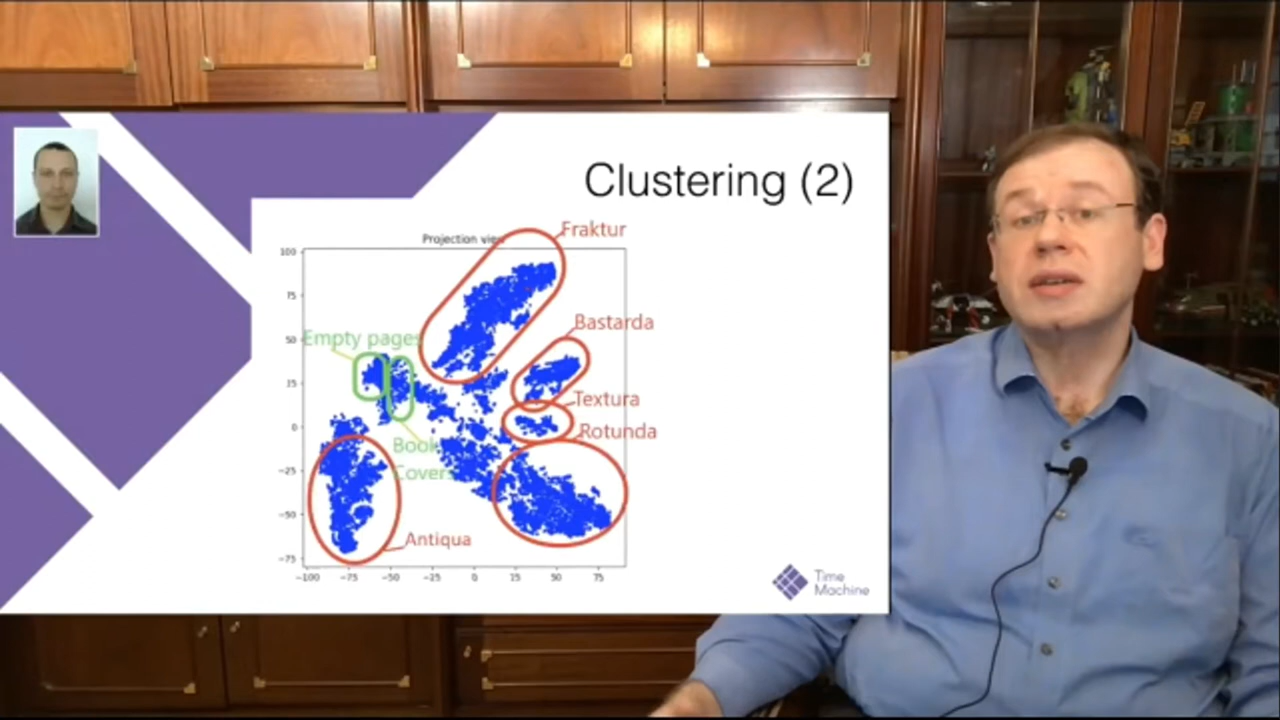 Clustering (2)
Projection view
Fraktur
Bastarda
Textura
Rotunda
Empty pages
Book
Covers
Antiqua
100
75
50
25
0
−25
−50
−75
−100
−75
−50
−25
0
25
50
75
Time
Machine